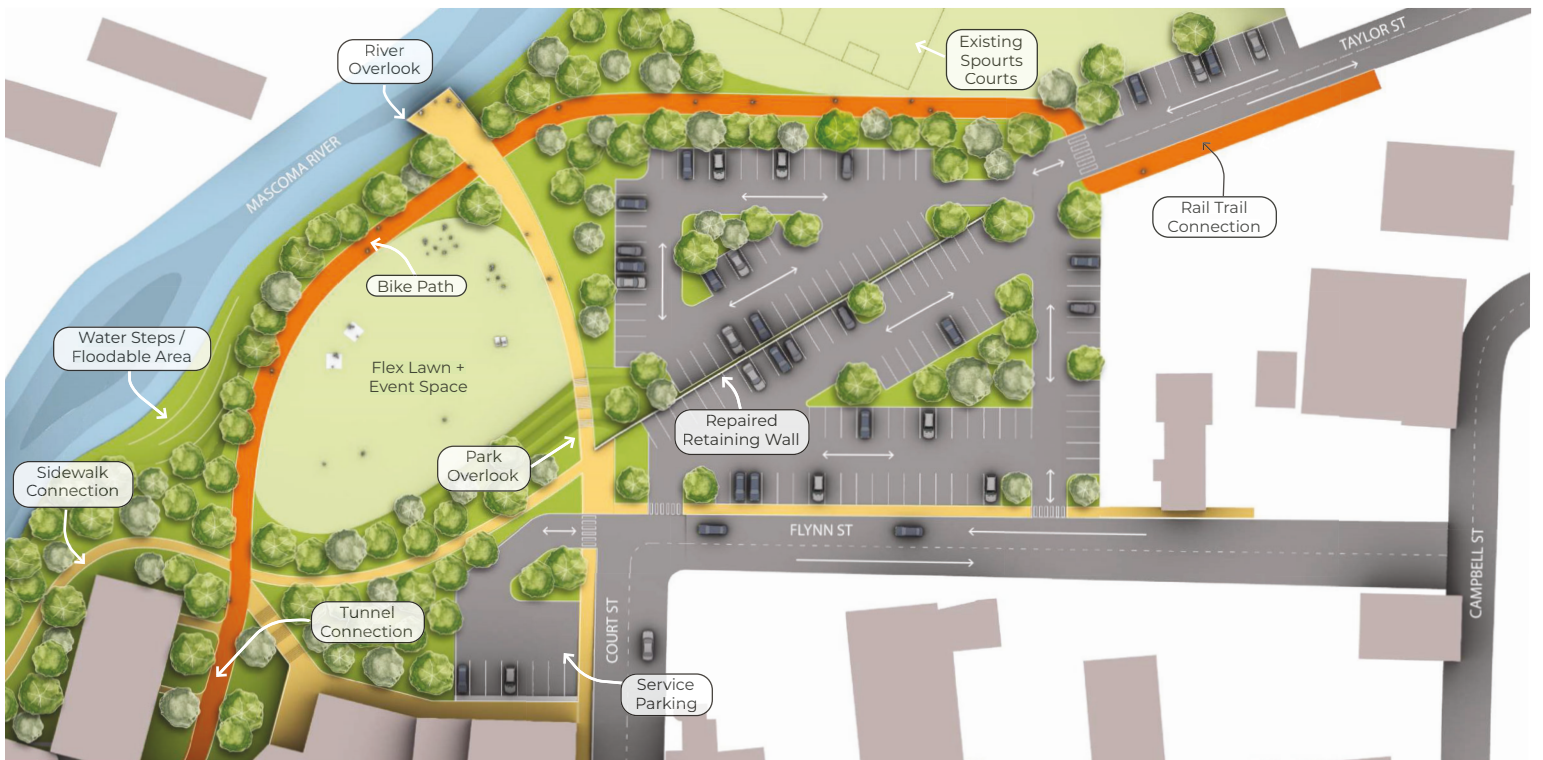 River
Overlook
Existing
Spourts
Courts
TAYLOR ST
MASCOMA RIVER
Rail Trail
Connection
Bike Path
Water Steps /
Floodable Area
Flex Lawn +
Event Space
Repaired
Retaining Wall
Park
Overlook
Sidewalk
Connection
FLYNN ST
CAMPBELL ST
Tunnel
Connection
COURT ST
Service
Parking